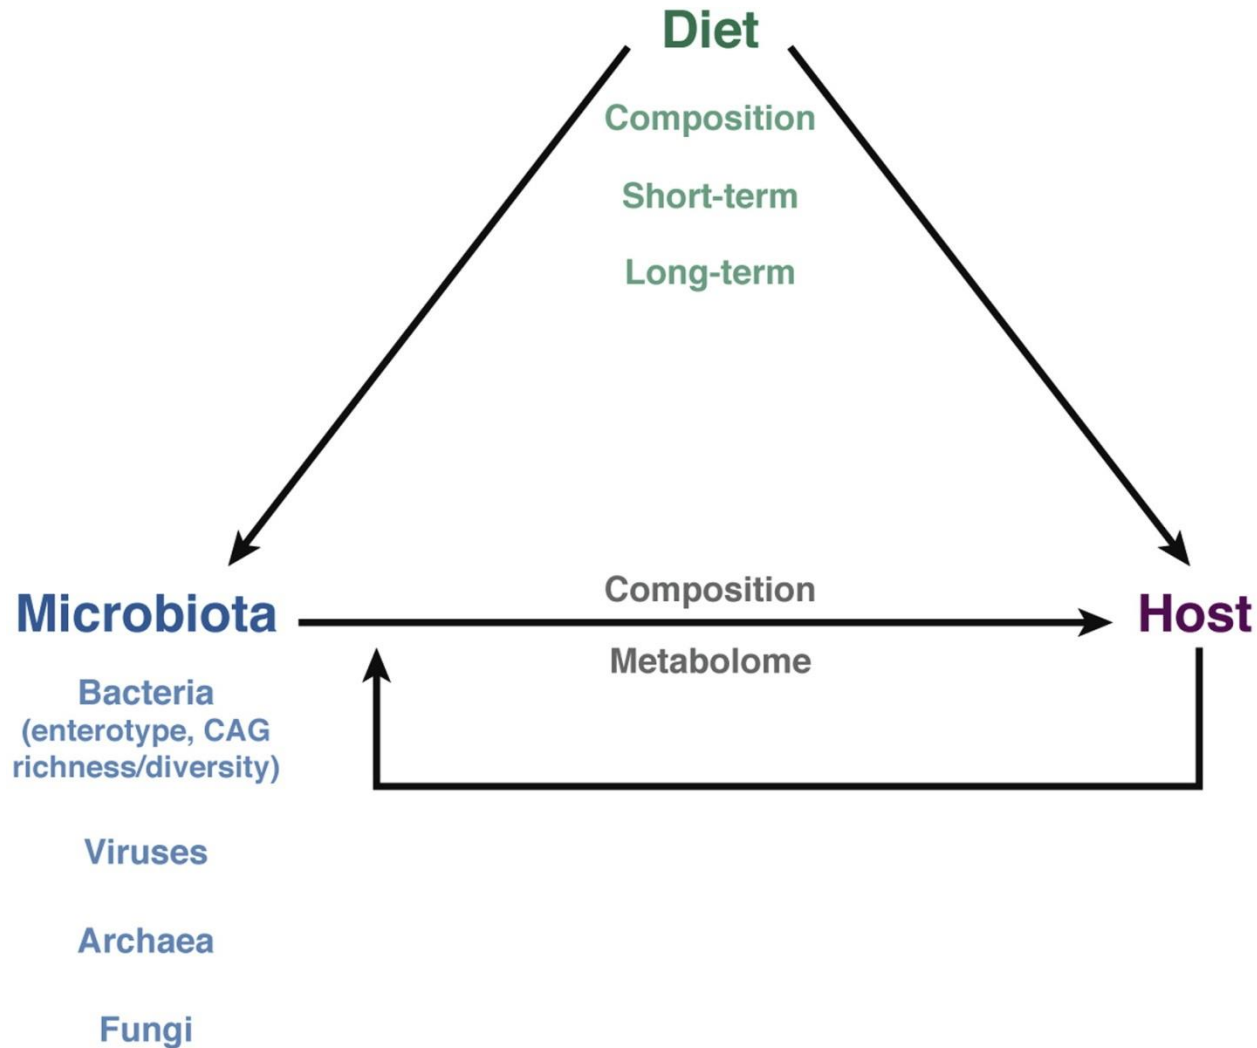 Diet
Composition
Short-term
Long-term
Microbiota
Composition
Metabolome
Host
Bacteria
(enterotype, CAG
richness/diversity)
Viruses
Archaea
Fungi